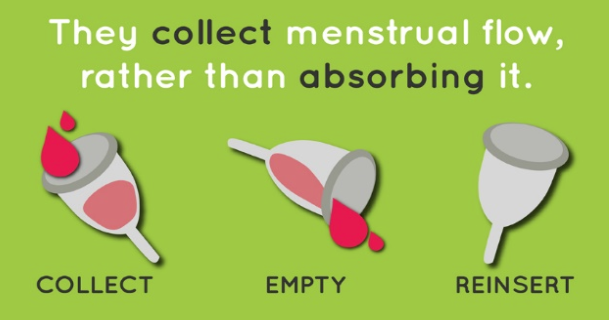 They collect menstrual flow,
rather than absorbing it.
COLLECT
EMPTY
REINSERT